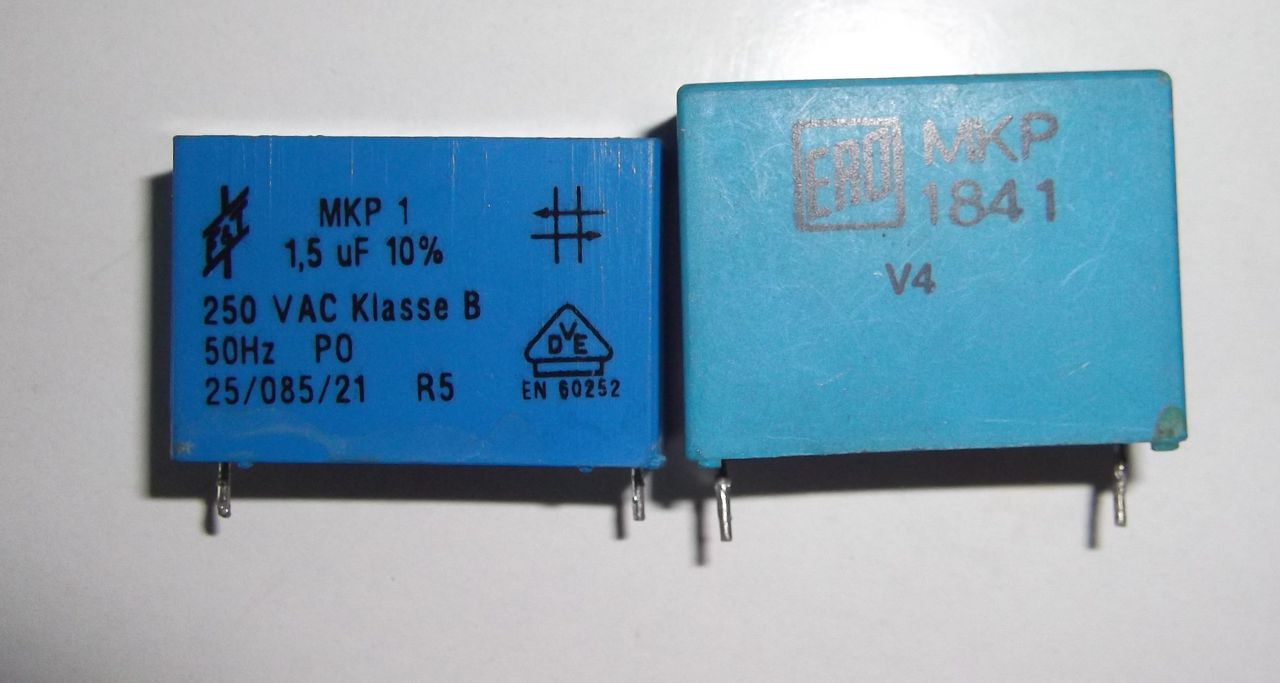 MKP 1
1,5 uF 10%
250 VAC Klasse B
50Hz PO
25/085/21 R5
DVE
EN 60252
ERO
MKP
1841
V4